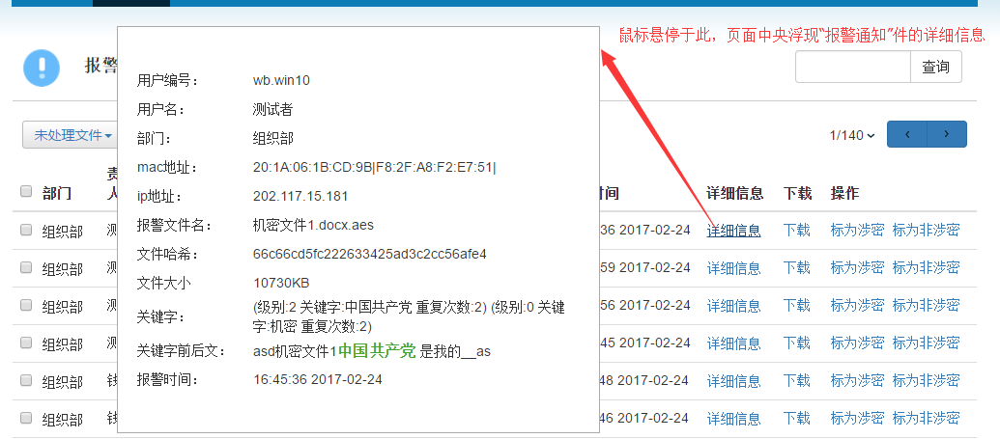 鼠标悬停于此，页面中央浮现“报警通知”件的详细信息
报警
查询
用户编号： wb.win10
用户名： 测试者
部门： 组织部
mac地址： 20:1A:06:1B:CD:9B|F8:2F:A8:F2:E7:51|
ip地址： 202.117.15.181
报警文件名： 机密文件1.docx.aes
文件哈希： 66c66cd5fc222633425ad3c2cc56afe4
文件大小 10730KB
关键字： (级别:2 关键字:中国共产党 重复次数:2) (级别:0 关键
字:机密 重复次数:2)
关键字前后文： asd机密文件1中国共产党 是我的__as
报警时间： 16:45:36 2017-02-24
未处理文件
1/140
‹ ›
部门 责
人 时间 详细信息 下载 操作
组织部 测 36 2017-02-24 详细信息 下载 标为涉密 标为非涉密
组织部 测 59 2017-02-24 详细信息 下载 标为涉密 标为非涉密
组织部 测 56 2017-02-24 详细信息 下载 标为涉密 标为非涉密
组织部 测 45 2017-02-24 详细信息 下载 标为涉密 标为非涉密
组织部 钱 48 2017-02-24 详细信息 下载 标为涉密 标为非涉密
组织部 钱 46 2017-02-24 详细信息 下载 标为涉密 标为非涉密